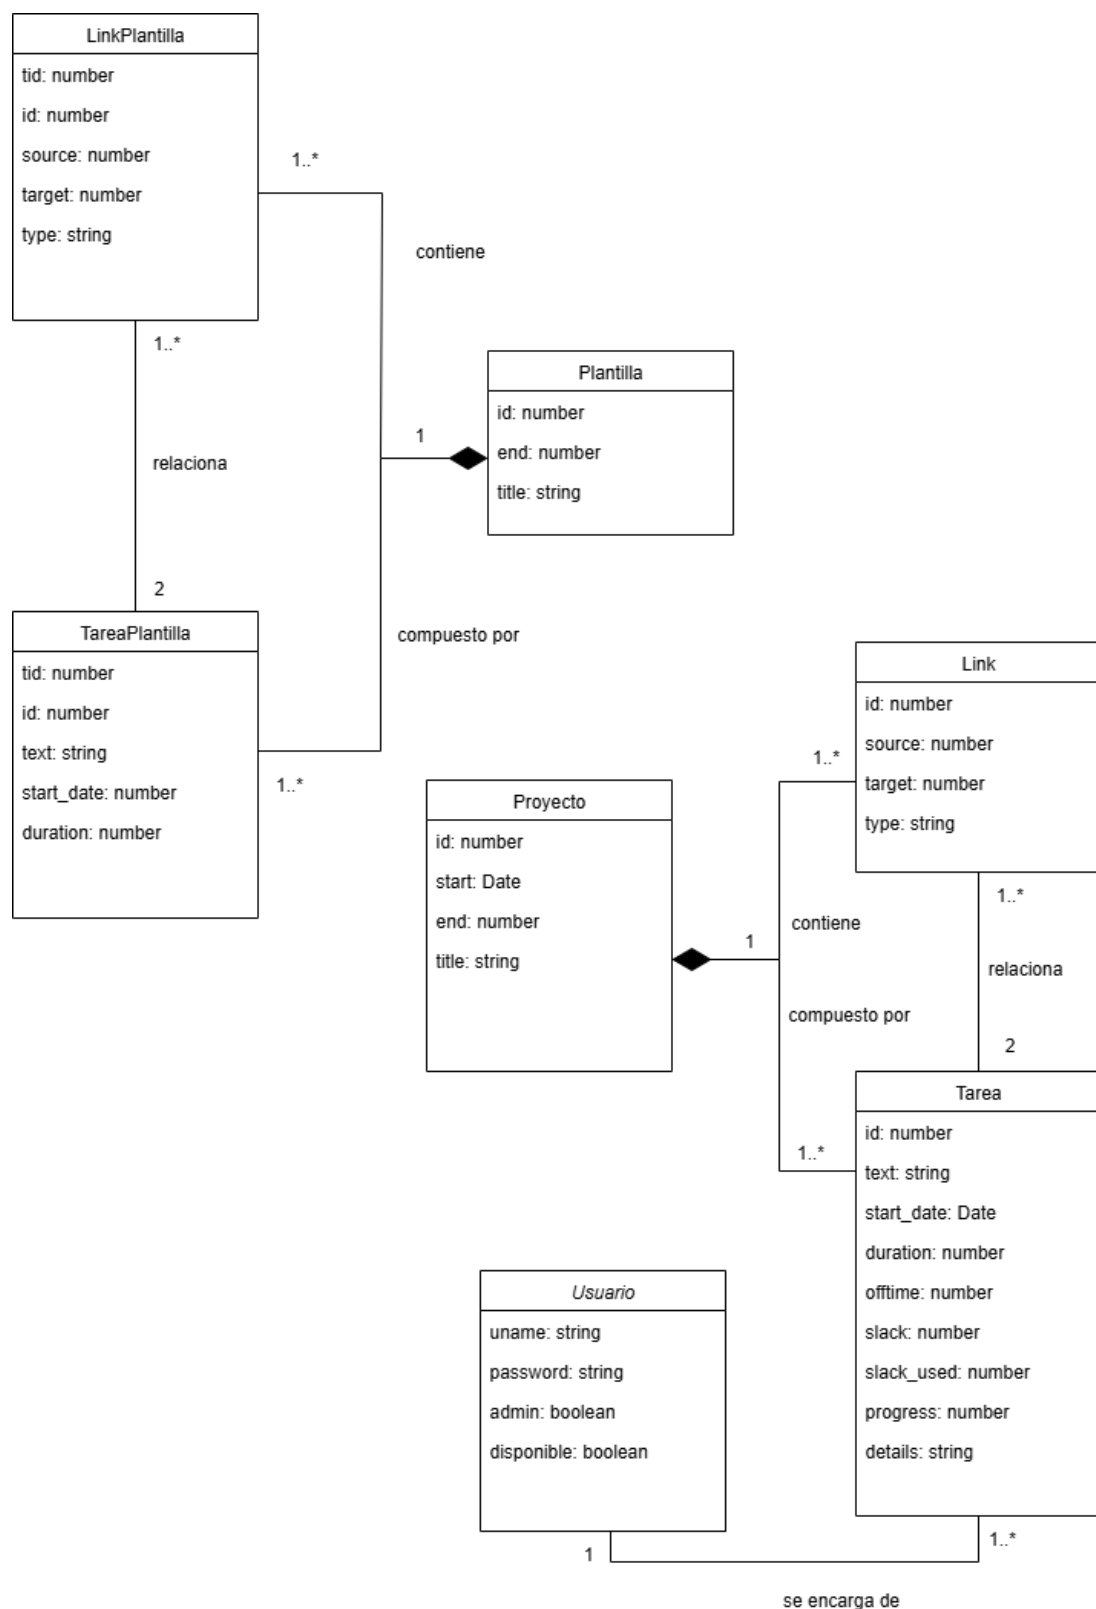 LinkPlantilla
tid: number
id: number
source: number
target: number
type: string
1..*
contiene
1..*
relaciona
2
1
Plantilla
id: number
end: number
title: string
TareaPlantilla
tid: number
id: number
text: string
start_date: number
duration: number
compuesto por
1..*
Proyecto
id: number
start: Date
end: number
title: string
1
1..*
contiene
compuesto por
1..*
Link
id: number
source: number
target: number
type: string
1..*
relaciona
2
Tarea
id: number
text: string
start_date: Date
duration: number
offtime: number
slack: number
slack_used: number
progress: number
details: string
Usuario
uname: string
password: string
admin: boolean
disponible: boolean
1
1..*
se encarga de